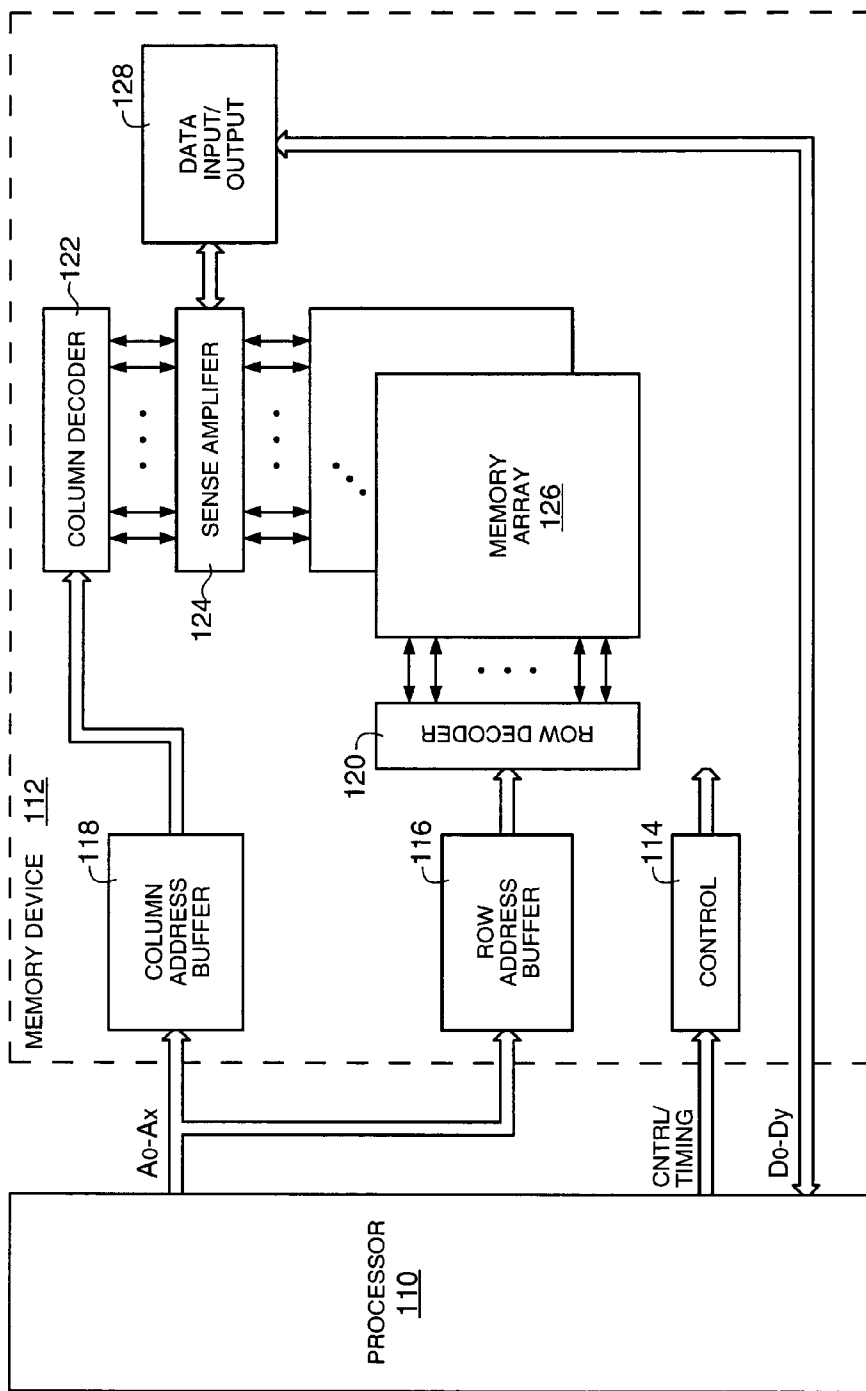 PROCESSOR
110
A0-Ax
CNTRL/
TIMING
D0-Dy
MEMORY DEVICE 112
118
COLUMN
ADDRESS
BUFFER
116
ROW
ADDRESS
BUFFER
114
CONTROL
120
ROW DECODER
122
COLUMN DECODER
124
SENSE AMPLIFER
MEMORY
ARRAY
126
128
DATA
INPUT/
OUTPUT